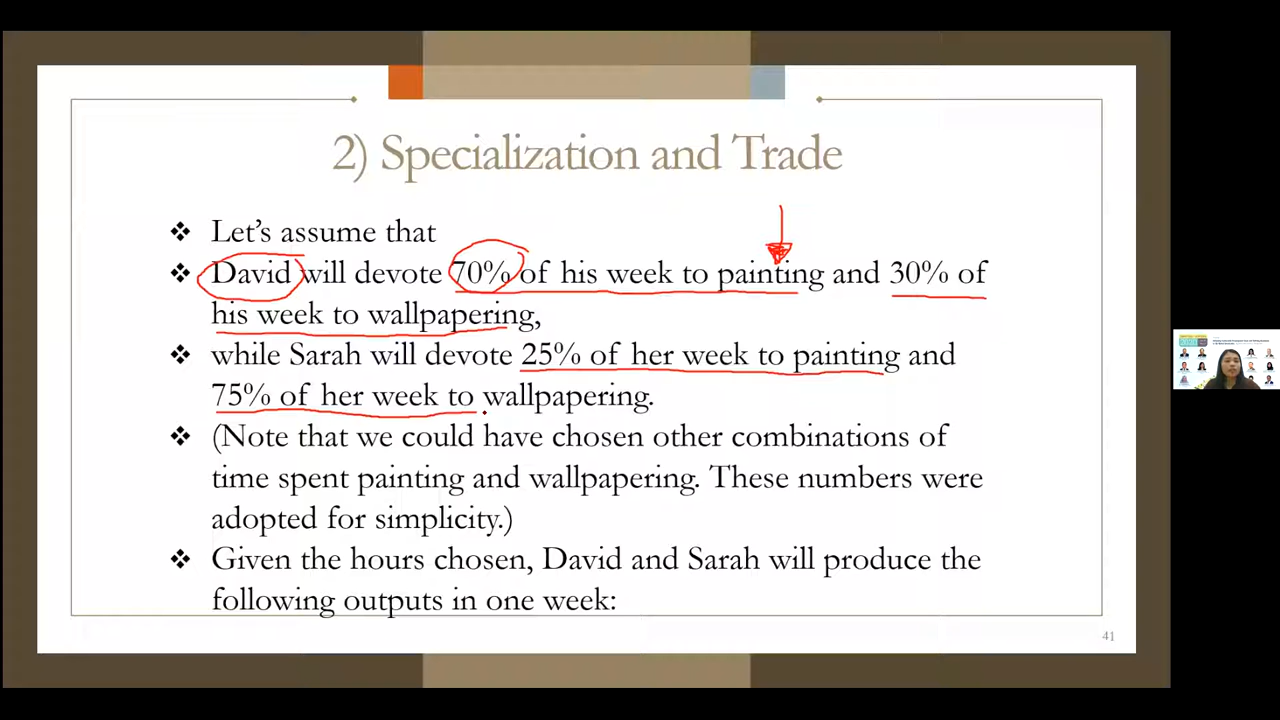 2) Specialization and Trade
❖ Let's assume that
❖ David will devote 70% of his week to painting and 30% of
his week to wallpapering,
❖ while Sarah will devote 25% of her week to painting and
75% of her week to wallpapering.
❖ (Note that we could have chosen other combinations of
time spent painting and wallpapering. These numbers were
adopted for simplicity.)
❖ Given the hours chosen, David and Sarah will produce the
following outputs in one week:
41